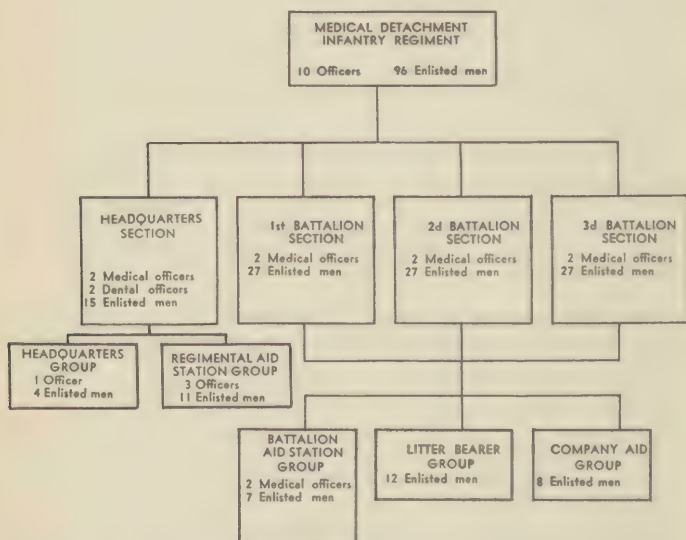 MEDICAL DETACHMENT
INFANTRY REGIMENT
10 Officers 96 Enlisted men
HEADQUARTERS
SECTION
2 Medical officers
2 Dental officors
15 Enlisted men
1st BATTALION
SECTION
2 Medical officers
27 Enlisted men
2d BATTALION
SECTION
2 Medical officers
27 Enlisted men
3d BATTALION
SECTION
2 Medical officers
27 Enlisted men
HEADQUARTERS
GROUP
1 Officer
4 Enlisted men
REGIMENTAL AID
STATION GROUP
3 Officers
11 Enlisted men
BATTALION
AID STATION
GROUP
2 Medical officers
7 Enlisted men
LITTER BEARER
GROUP
12 Enlisted men
COMPANY AID
GROUP
8 Enlisted men